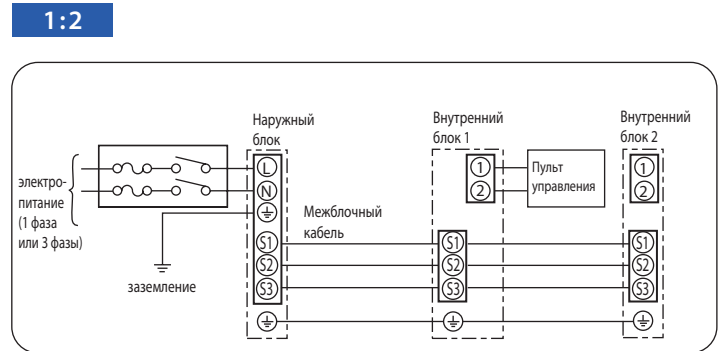 1:2
Наружный
блок
Внутренний
блок 1
Внутренний
блок 2
электро-
питание
(1 фаза
или 3 фазы)
L
N
заземление
Межблочный
кабель
1
2
Пульт
управления
1
2
S1
S2
S3
S1
S2
S3
S1
S2
S3